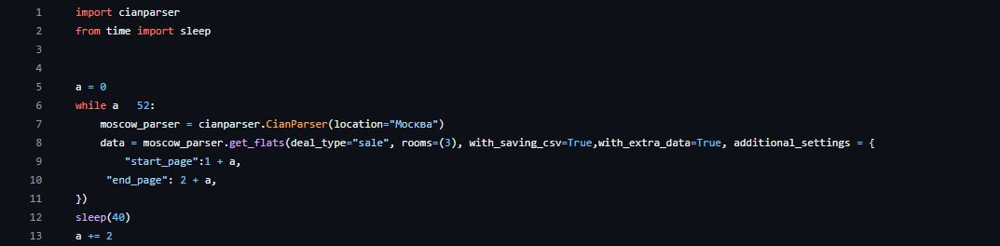 1 import cianparser
2 from time import sleep
3
4
5 a = 0
6 while a   52:
7     moscow_parser = cianparser.CianParser(location="Москва")
8     data = moscow_parser.get_flats(deal_type="sale", rooms=(3), with_saving_csv=True,with_extra_data=True, additional_settings = {
9         "start_page":1 + a,
10      "end_page": 2 + a,
11 })
12 sleep(40)
13 a += 2